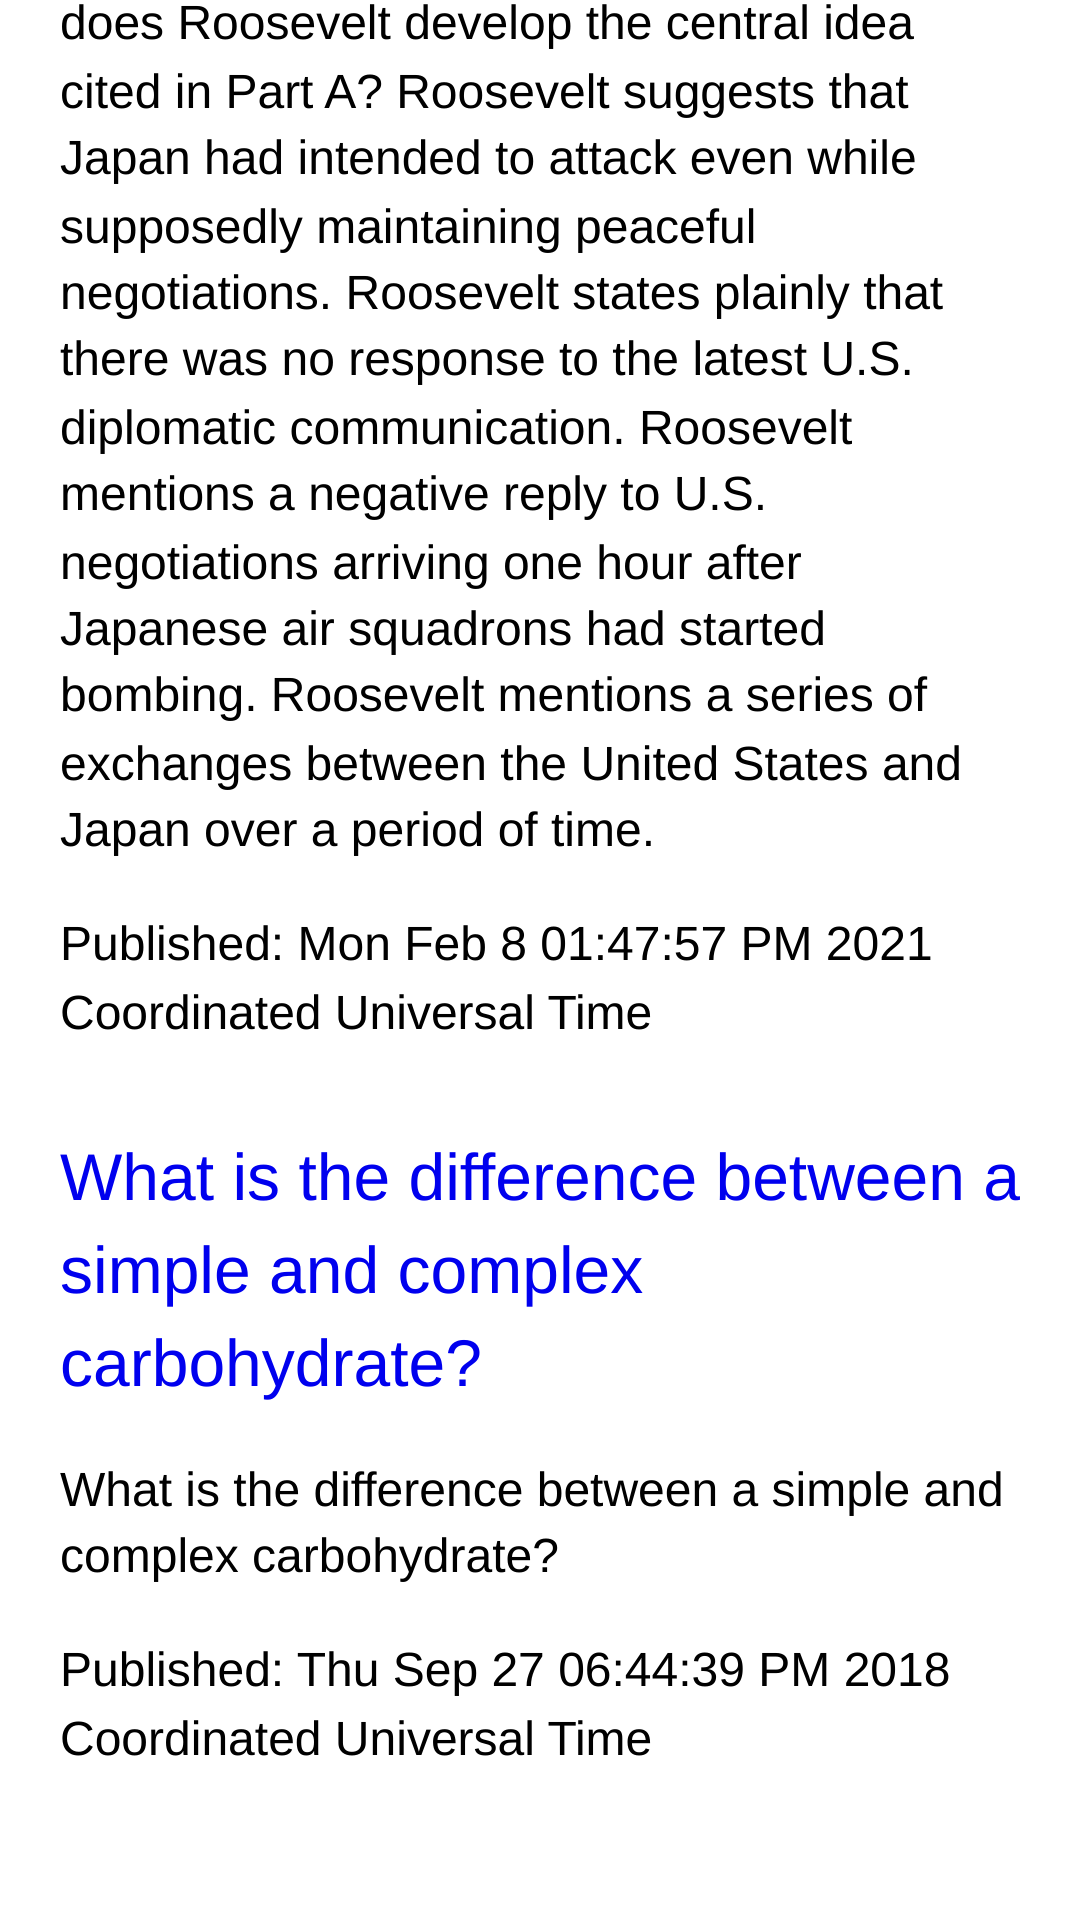 does Roosevelt develop the central idea
cited in Part A? Roosevelt suggests that
Japan had intended to attack even while
supposedly maintaining peaceful
negotiations. Roosevelt states plainly that
there was no response to the latest U.S.
diplomatic communication. Roosevelt
mentions a negative reply to U.S.
negotiations arriving one hour after
Japanese air squadrons had started
bombing. Roosevelt mentions a series of
exchanges between the United States and
Japan over a period of time.
Published: Mon Feb 8 01:47:57 PM 2021
Coordinated Universal Time
What is the difference between a
simple and complex
carbohydrate?
What is the difference between a simple and
complex carbohydrate?
Published: Thu Sep 27 06:44:39 PM 2018
Coordinated Universal Time